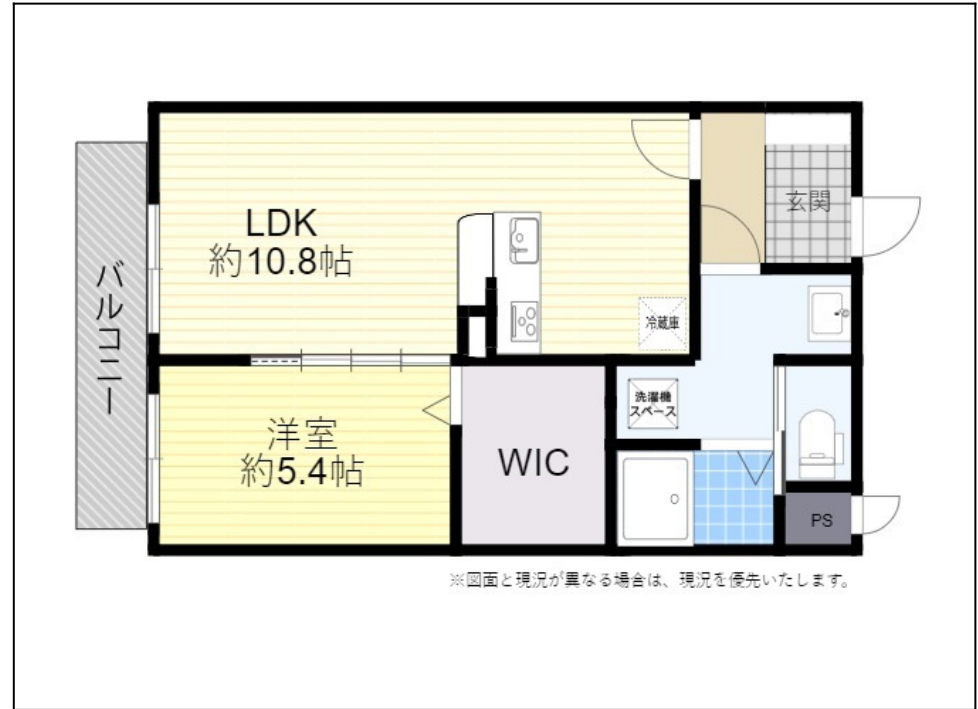 LDK
約10.8帖
玄関
バルコニー
冷蔵庫
洋室
約5.4帖
WIC
洗濯機
スペース
PS
※図面と現況が異なる場合は、現況を優先いたします。